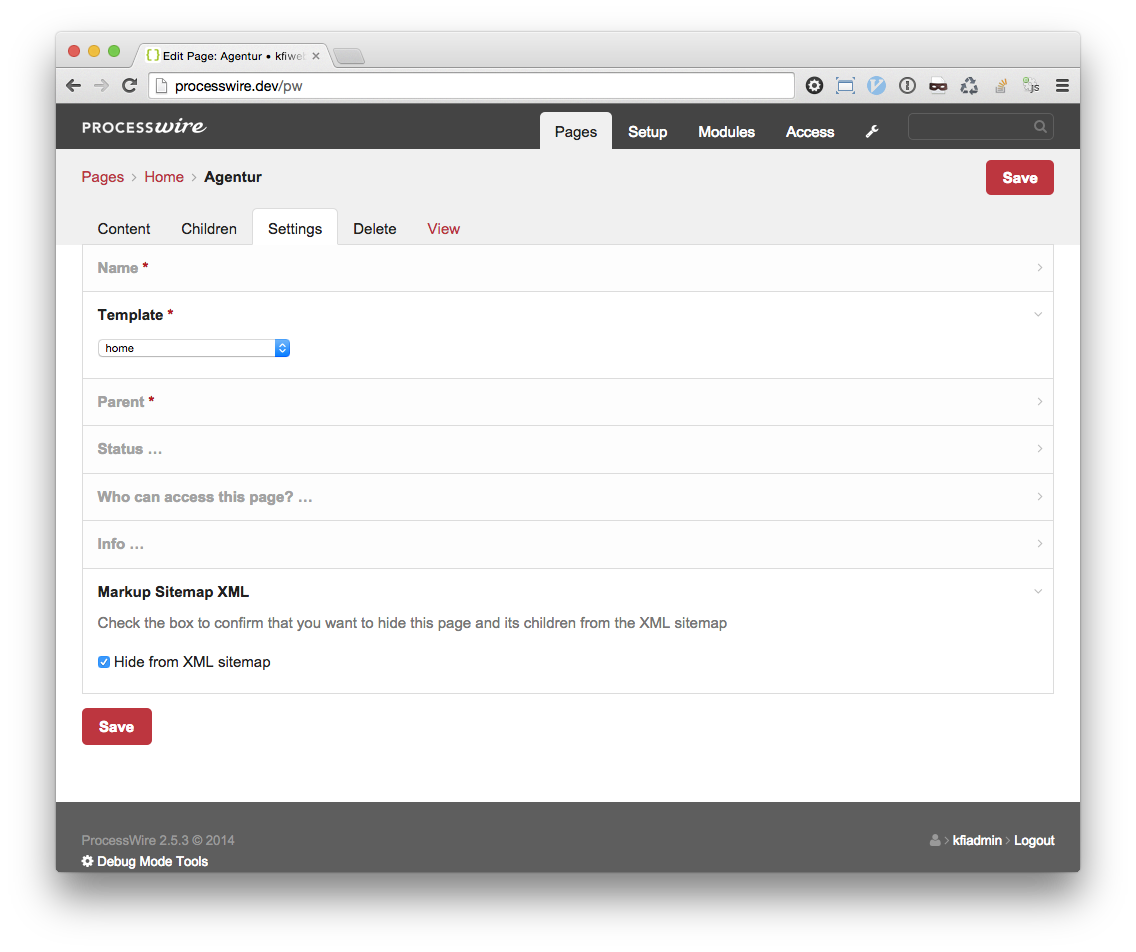 Edit Page: Agentur • kfiweb
processwire.dev/pw
PROCESSwire
Pages Setup Modules Access
Pages > Home > Agentur
Save
Content Children Settings Delete View
Name *
Template *
home
Parent *
Status ...
Who can access this page? ...
Info ...
Markup Sitemap XML
Check the box to confirm that you want to hide this page and its children from the XML sitemap
Hide from XML sitemap
Save
ProcessWire 2.5.3 © 2014
kfiadmin > Logout
Debug Mode Tools